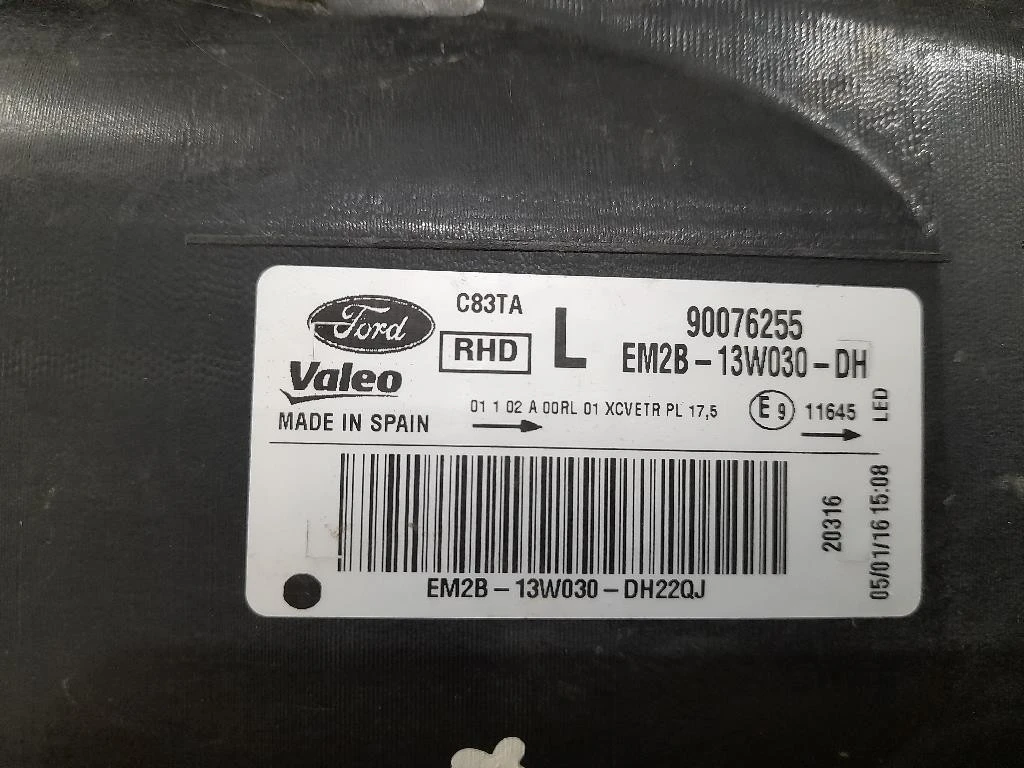 Ford
C83TA
RHD
L
90076255
EM2B-13W030-DH
Valeo
MADE IN SPAIN
01 1 02 A 00RL 01 XCVETR PL 17,5
E9
11645
LED
20316
05/01/16 15:08
EM2B-13W030-DH22QJ